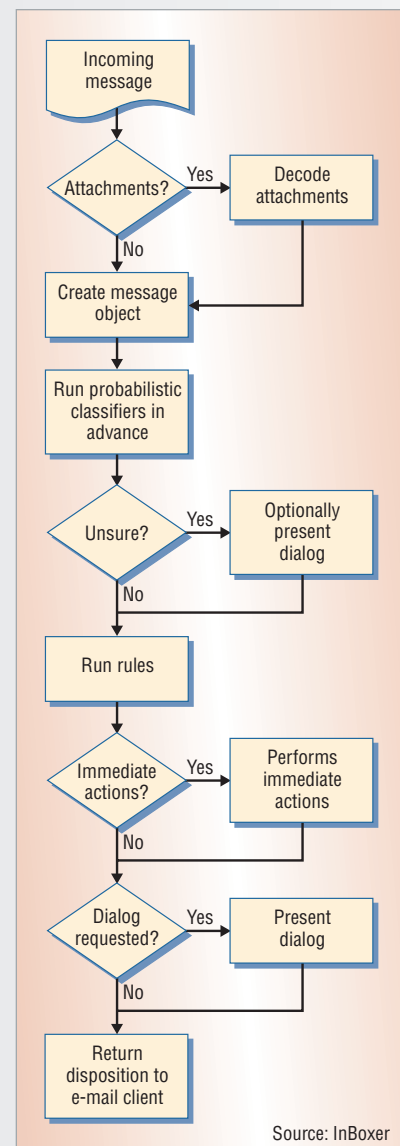 Incoming
message
Attachments?
Yes
Decode
attachments
No
Create message
object
Run probabilistic
classifiers in
advance
Unsure?
Yes
Optionally
present
dialog
No
Run rules
Immediate
actions?
Yes
Performs
immediate
actions
No
Dialog
requested?
Yes
Present
dialog
No
Return
disposition to
e-mail client
Source: InBoxer